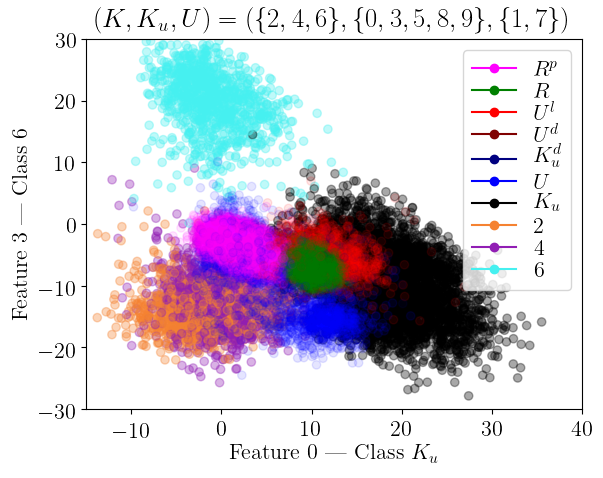 (K, K_u, U) = ({2, 4, 6}, {0, 3, 5, 8, 9}, {1, 7})
Feature 3 — Class 6
30
20
10
0
−10
−20
−30
R^p
R
U^l
U^d
K_u^d
U
K_u
2
4
6
−10
0
10
20
30
40
Feature 0 — Class K_u